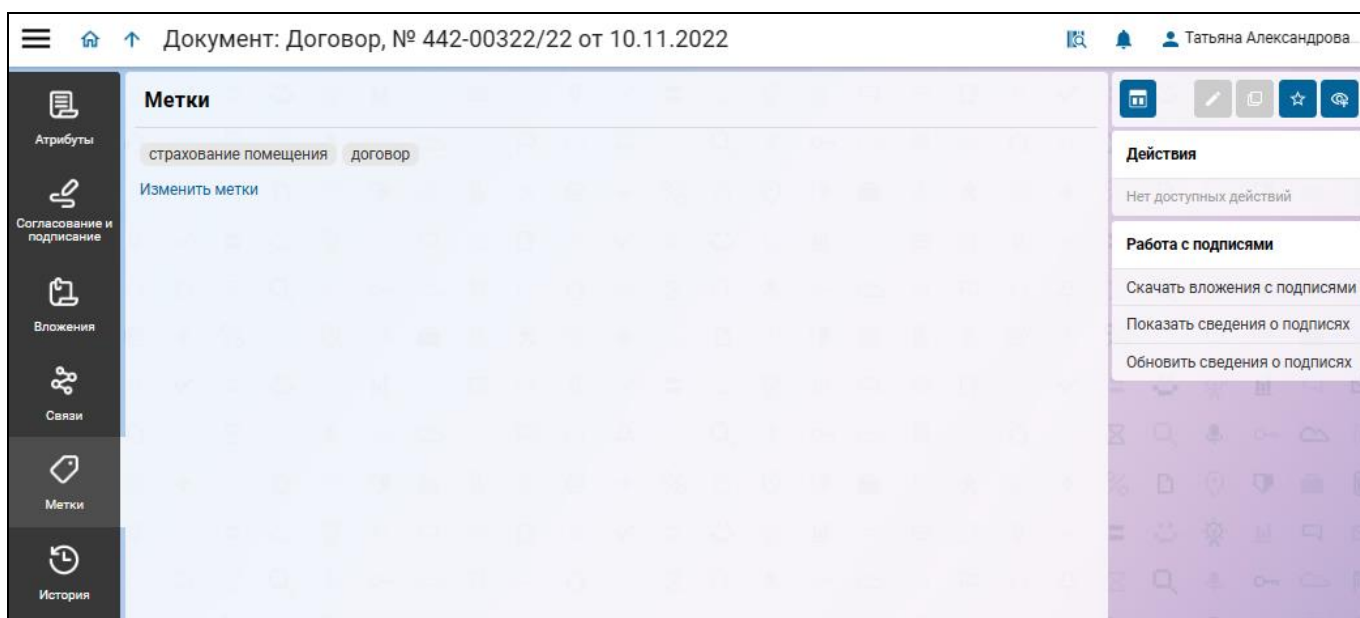 Документ: Договор, № 442-00322/22 от 10.11.2022
Татьяна Александрова...
Атрибуты
Согласование и
подписание
Вложения
Связи
Метки
История
Метки
страхование помещения договор
Изменить метки
Действия
Нет доступных действий
Работа с подписями
Скачать вложения с подписями
Показать сведения о подписях
Обновить сведения о подписях